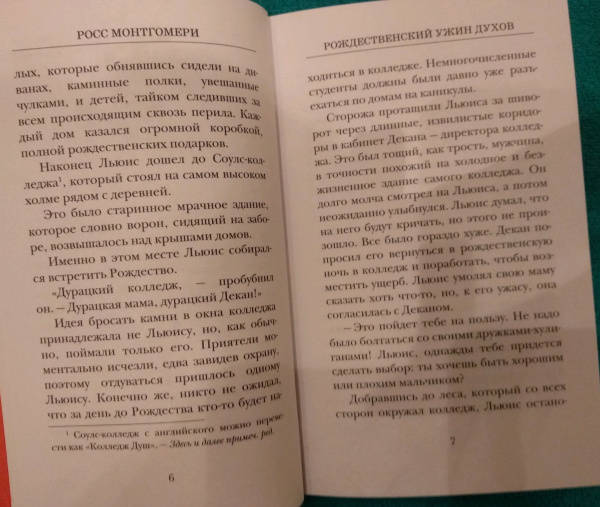 РОСС МОНТГОМЕРИ
лых, которые обнявшись сидели на ди-
ванах, каминные полки, увешанные
чулками, и детей, тайком следивших за
всем происходящим сквозь перила. Каж-
дый дом казался огромной коробкой,
полной рождественских подарков.
Наконец Льюис дошел до Соулс-кол-
леджа¹, который стоял на самом высоком
холме рядом с деревней.
Это было старинное мрачное здание,
которое словно ворон, сидящий на забо-
ре, возвышалось над крышами домов.
Именно в этом месте Льюис собирал-
ся встретить Рождество.
«Дурацкий колледж, — пробубнил
он. — Дурацкая мама, дурацкий Декан!»
Идея бросать камни в окна колледжа
принадлежала не Льюису, но, как обыч-
но, поймали только его. Приятели мо-
ментально исчезли, едва завидев охрану,
поэтому отдуваться пришлось одному
Льюису. Конечно же, никто не ожидал,
что за день до Рождества кто-то будет на-
¹ Соулс-колледж с английского можно переве-
сти как «Колледж Душ». — Здесь и далее примеч. ред.
6
РОЖДЕСТВЕНСКИЙ УЖИН ДУХОВ
ходиться в колледже. Немногочисленные
студенты должны были давно уже разъ-
ехаться по домам на каникулы.
Сторожа протащили Льюиса за шиво-
рот через длинные, извилистые коридо-
ры в кабинет Декана — директора коллед-
жа. Это был тощий, как трость, мужчина,
в точности похожий на холодное и без-
жизненное здание самого колледжа. Он
долго молча смотрел на Льюиса, а потом
неожиданно улыбнулся. Льюис думал, что
на него будут кричать, но этого не прои-
зошло. Все было гораздо хуже. Декан по-
просил его вернуться в рождественскую
ночь в колледж и поработать, чтобы воз-
местить ущерб. Льюис умолял свою маму
сказать хоть что-то, но, к его ужасу, она
согласилась с Деканом.
— Это пойдет тебе на пользу. Не надо
было болтаться со своими дружками-хули-
ганами! Льюис, однажды тебе придется
сделать выбор: ты хочешь быть хорошим
или плохим мальчиком?
Добравшись до леса, который со всех
сторон окружал колледж, Льюис остано-
7